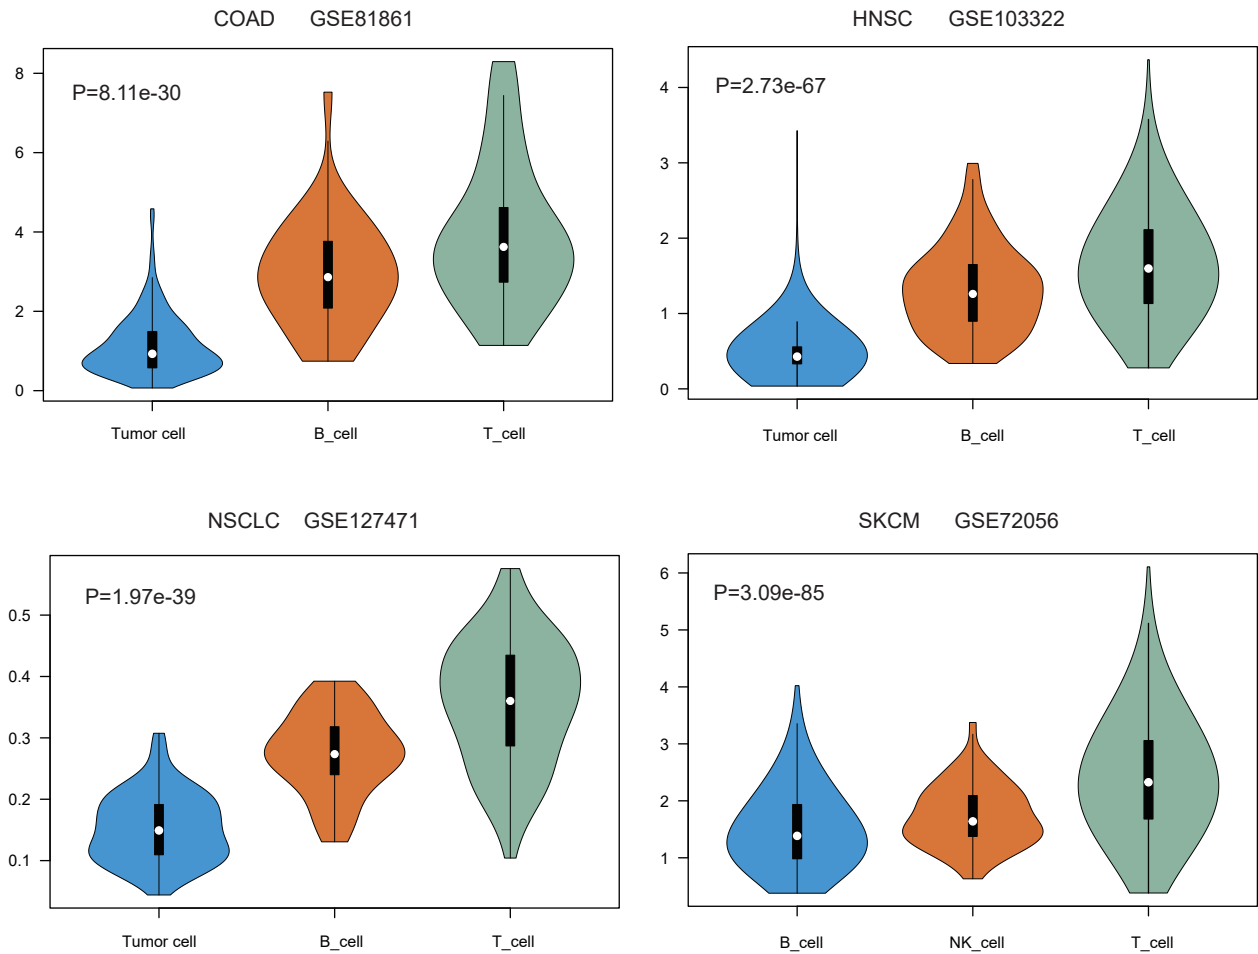 COAD GSE81861
P=8.11e-30
8
6
4
2
0
Tumor cell B_cell T_cell
HNSC GSE103322
P=2.73e-67
4
3
2
1
0
Tumor cell B_cell T_cell
NSCLC GSE127471
P=1.97e-39
0.5
0.4
0.3
0.2
0.1
Tumor cell B_cell T_cell
SKCM GSE72056
P=3.09e-85
6
5
4
3
2
1
B_cell NK_cell T_cell